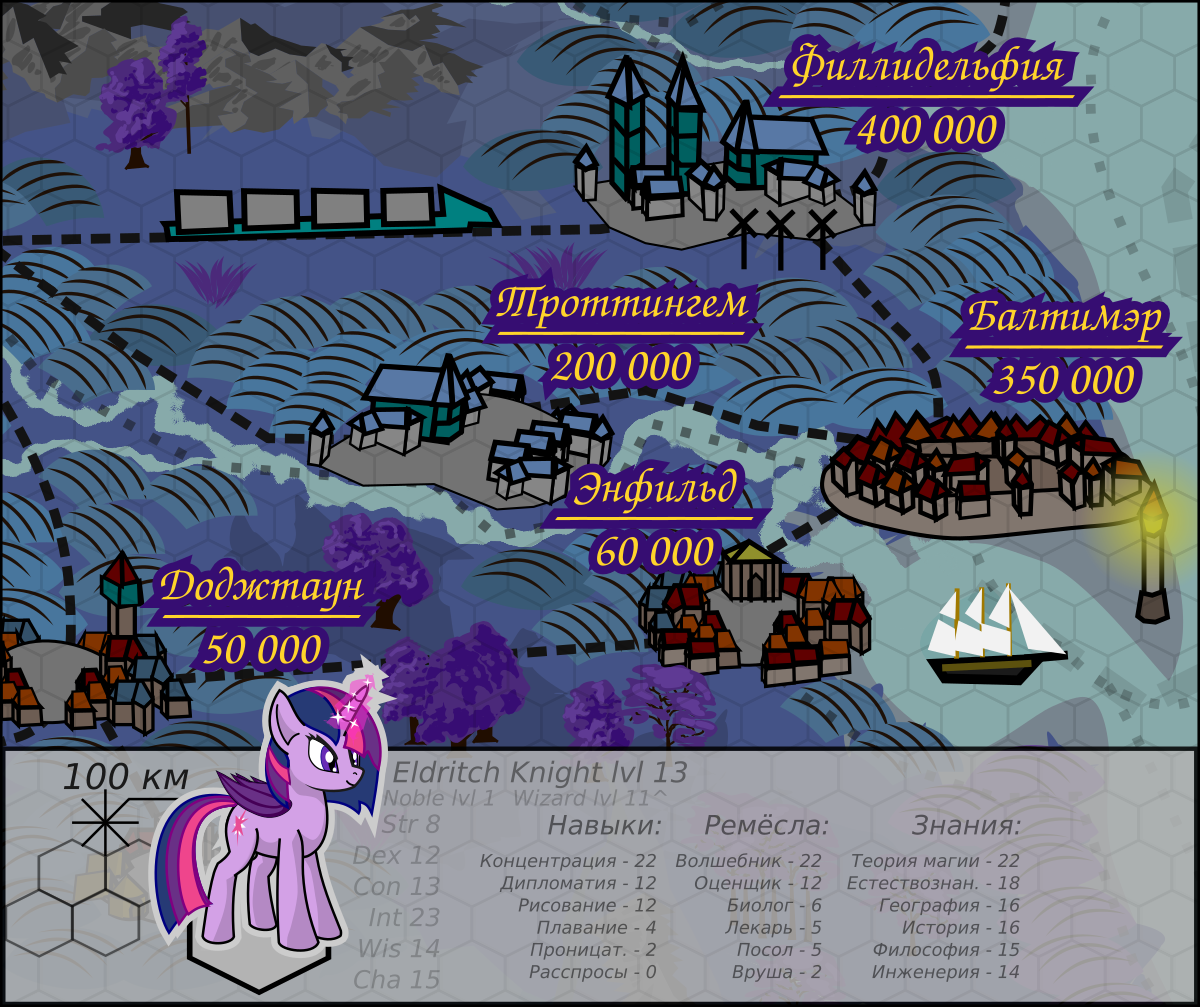 Филлидельфия
400 000
Троттингем
200 000
Балтимэр
350 000
Энфильд
60 000
Доджтаун
50 000
100 км
Eldritch Knight lvl 13
Noble lvl 1 Wizard lvl 11^
Str 8
Dex 12
Con 13
Int 23
Wis 14
Cha 15
Навыки:
Концентрация - 22
Дипломатия - 12
Рисование - 12
Плавание - 4
Проницат. - 2
Расспросы - 0
Ремёсла:
Волшебник - 22
Оценщик - 12
Биолог - 6
Лекарь - 5
Посол - 5
Вруша - 2
Знания:
Теория магии - 22
Естествознан. - 18
География - 16
История - 16
Философия - 15
Инженерия - 14